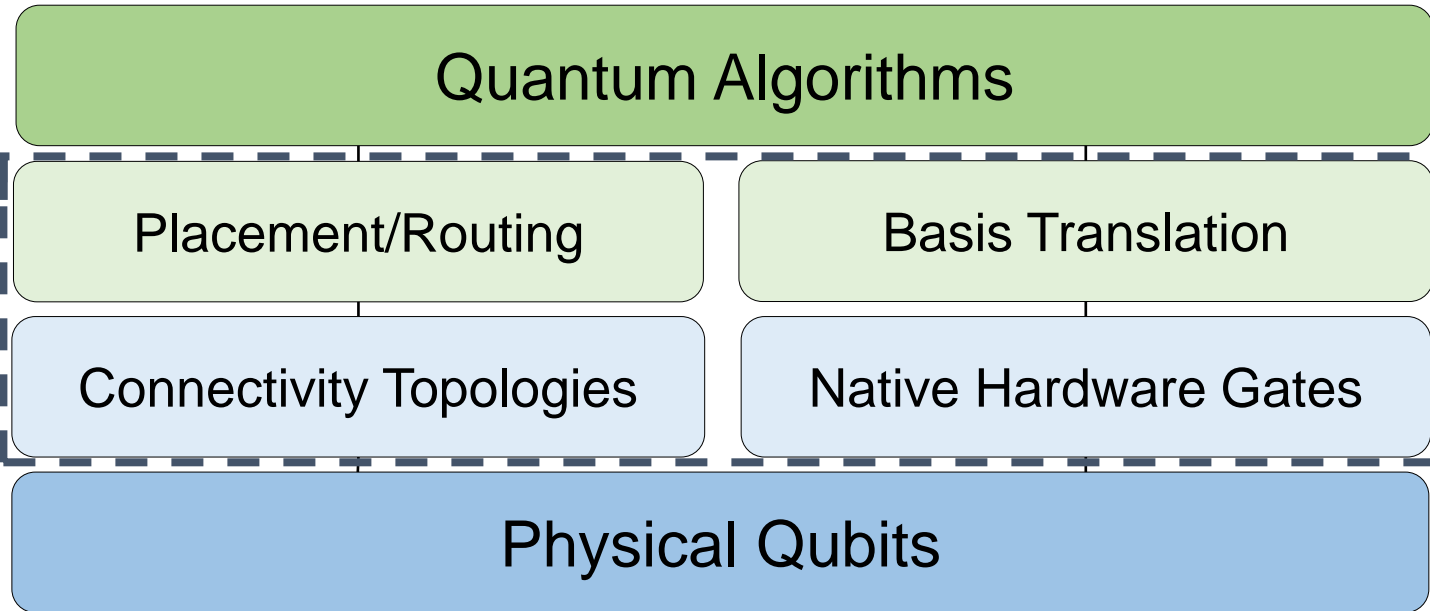 Quantum Algorithms
Placement/Routing
Basis Translation
Connectivity Topologies
Native Hardware Gates
Physical Qubits